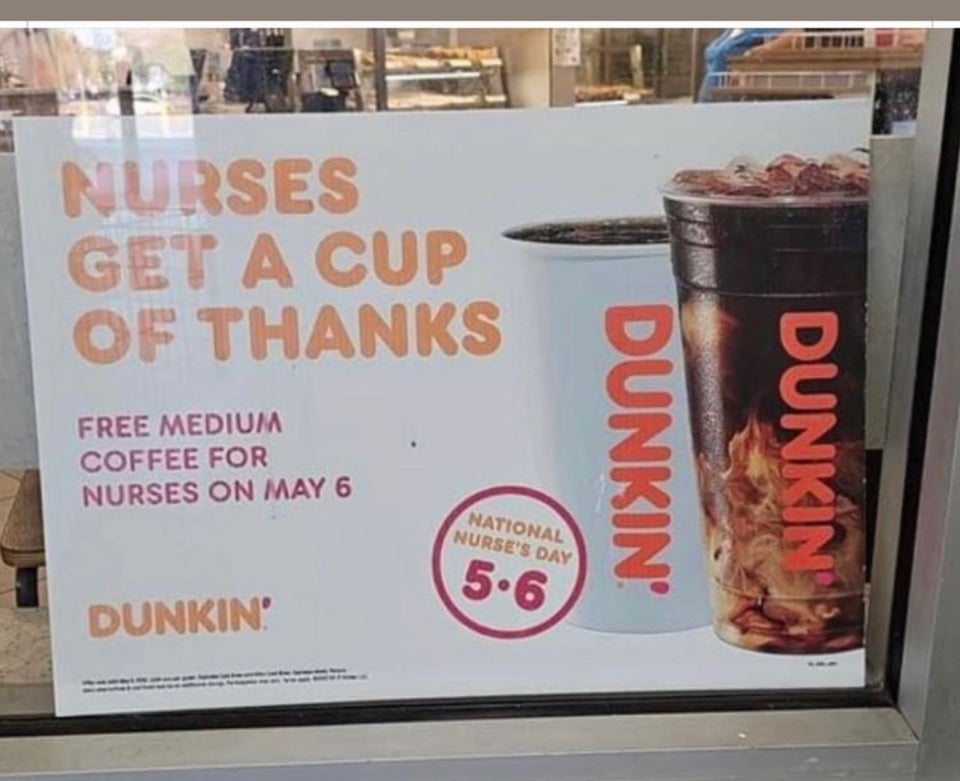 NURSES
GET A CUP
OF THANKS
FREE MEDIUM
COFFEE FOR
NURSES ON MAY 6
NATIONAL
NURSE'S DAY
5•6
DUNKIN'
DUNKIN'
DUNKIN'